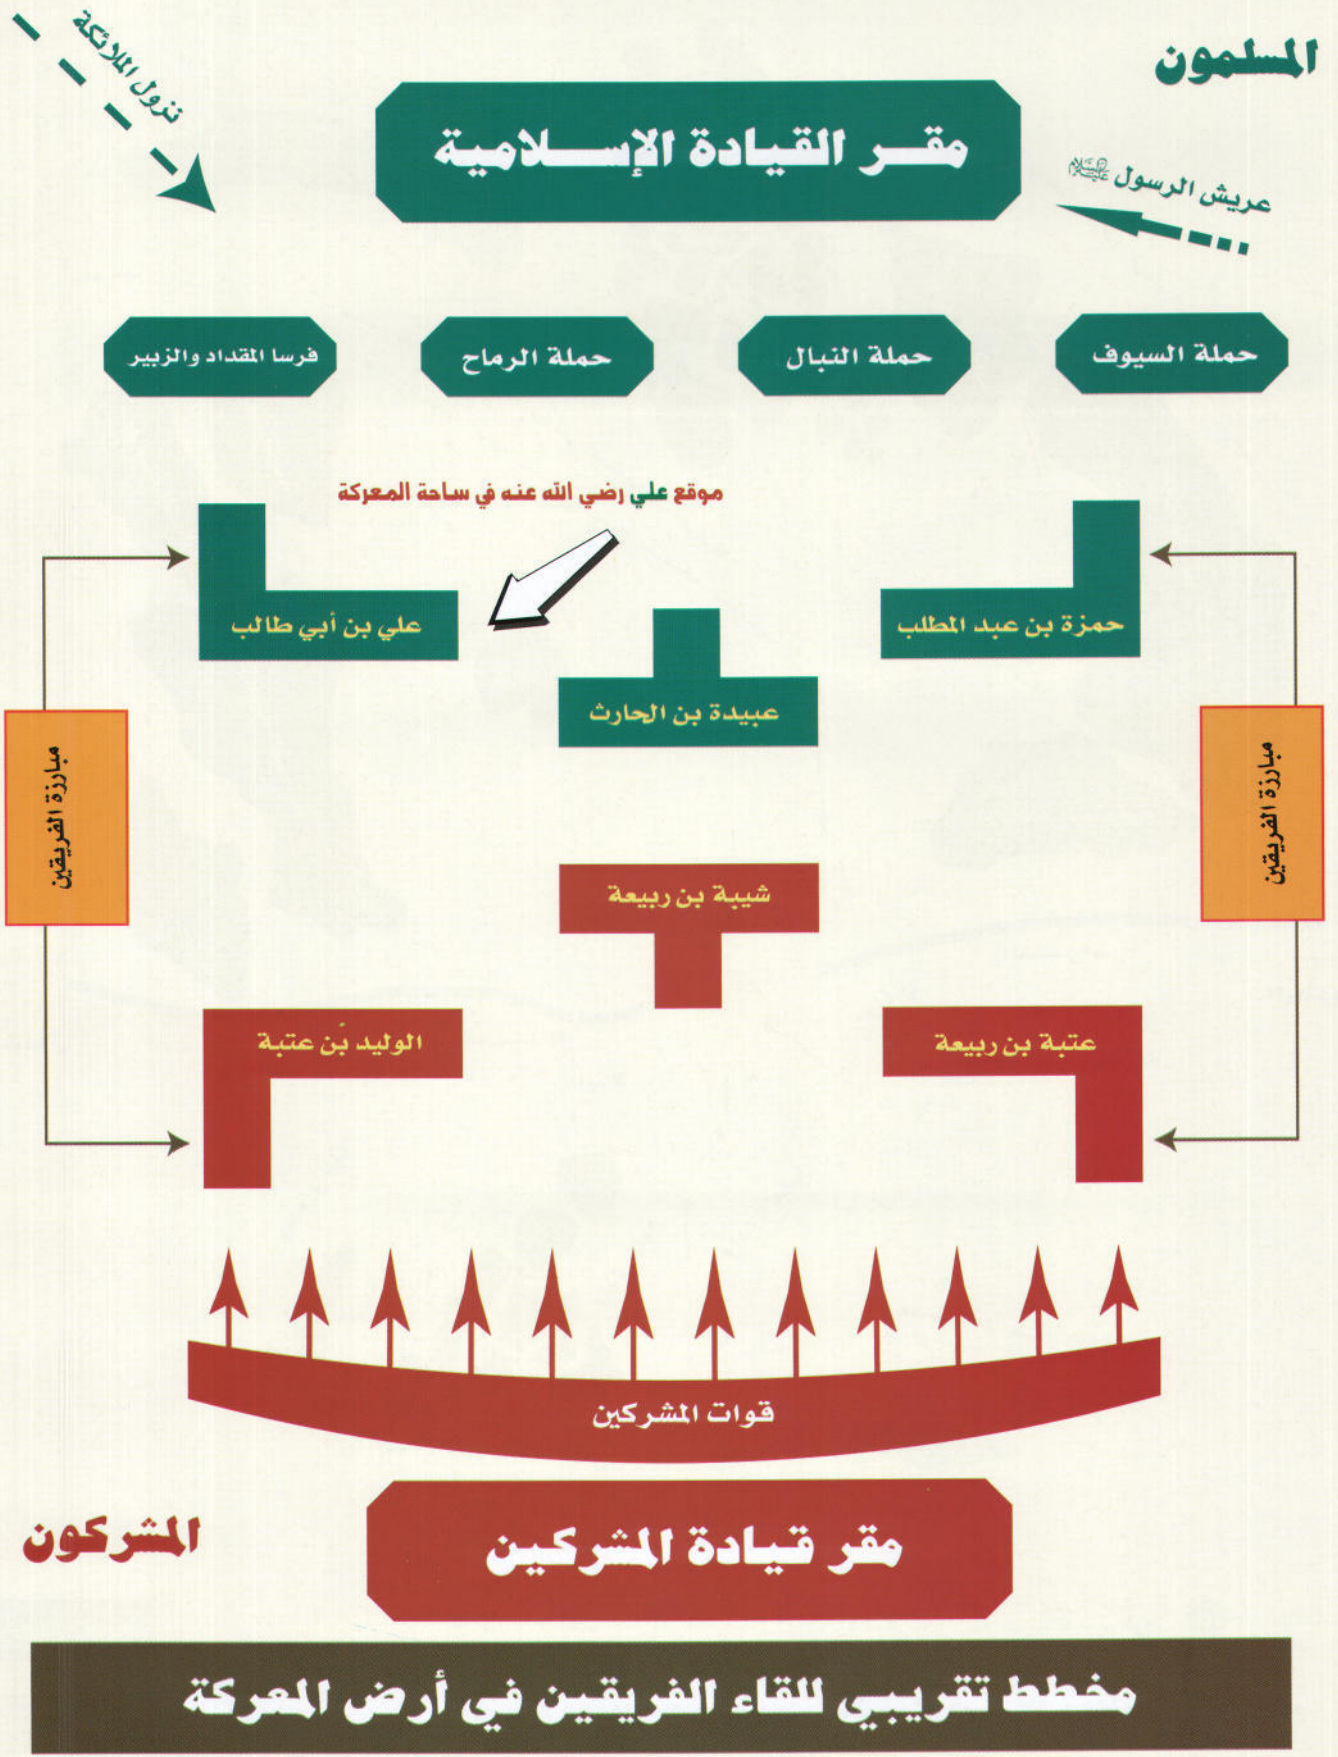 المسلمون
نزول الملائكة
مقر القيادة الإسلامية
عريش الرسول ﷺ
حملة السيوف
حملة النبال
حملة الرماح
فرسا المقداد والزبير
موقع علي رضي الله عنه في ساحة المعركة
حمزة بن عبد المطلب
علي بن أبي طالب
عبيدة بن الحارث
مبارزة الفريقين
مبارزة الفريقين
شيبة بن ربيعة
عتبة بن ربيعة
الوليد بن عتبة
قوات المشركين
المشركون
مقر قيادة المشركين
مخطط تقريبي للقاء الفريقين في أرض المعركة